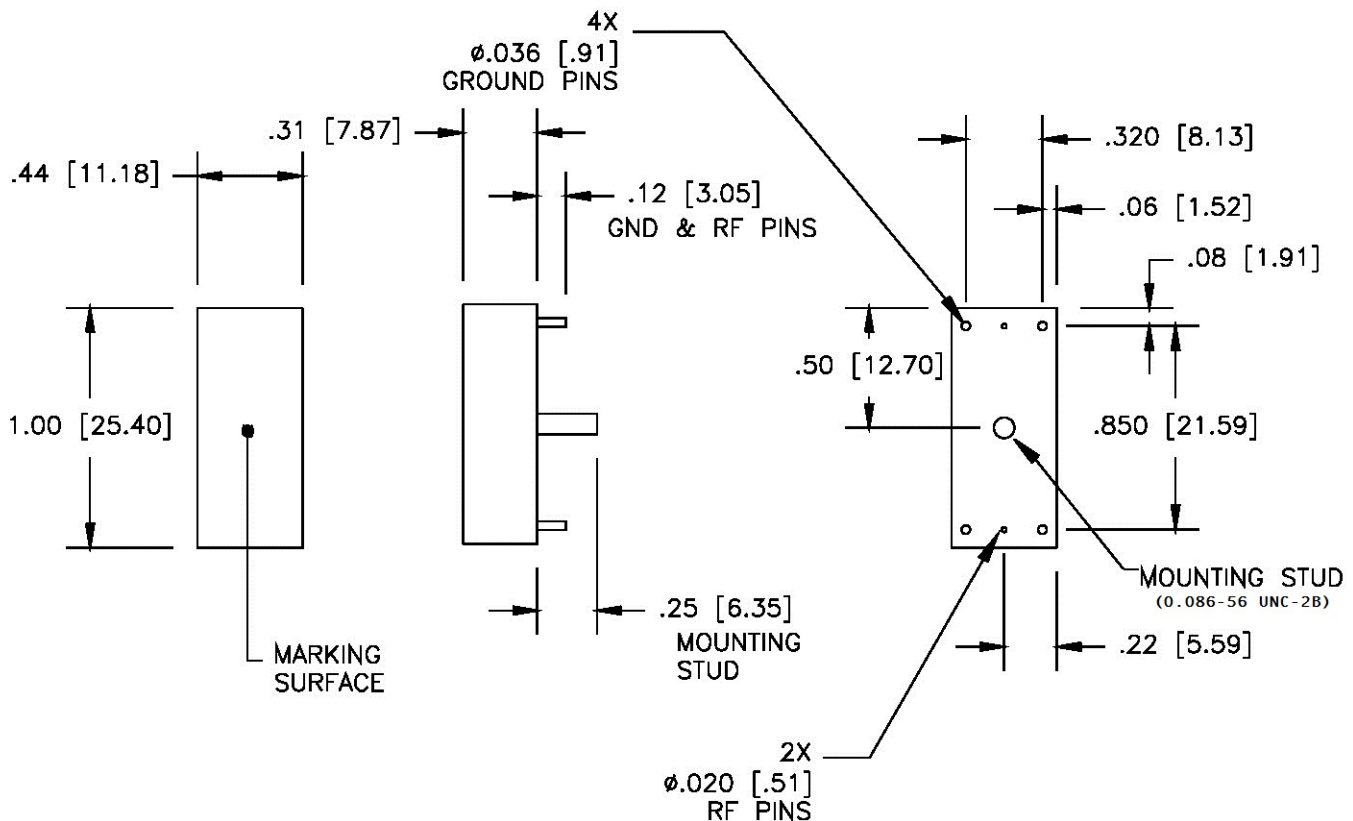 4X
ø.036 [.91]
GROUND PINS
.31 [7.87]
.44 [11.18]
.12 [3.05]
GND & RF PINS
.320 [8.13]
.06 [1.52]
.08 [1.91]
.50 [12.70]
1.00 [25.40]
.850 [21.59]
MOUNTING STUD
(0.086-56 UNC-2B)
.25 [6.35]
MOUNTING
STUD
.22 [5.59]
MARKING
SURFACE
2X
ø.020 [.51]
RF PINS